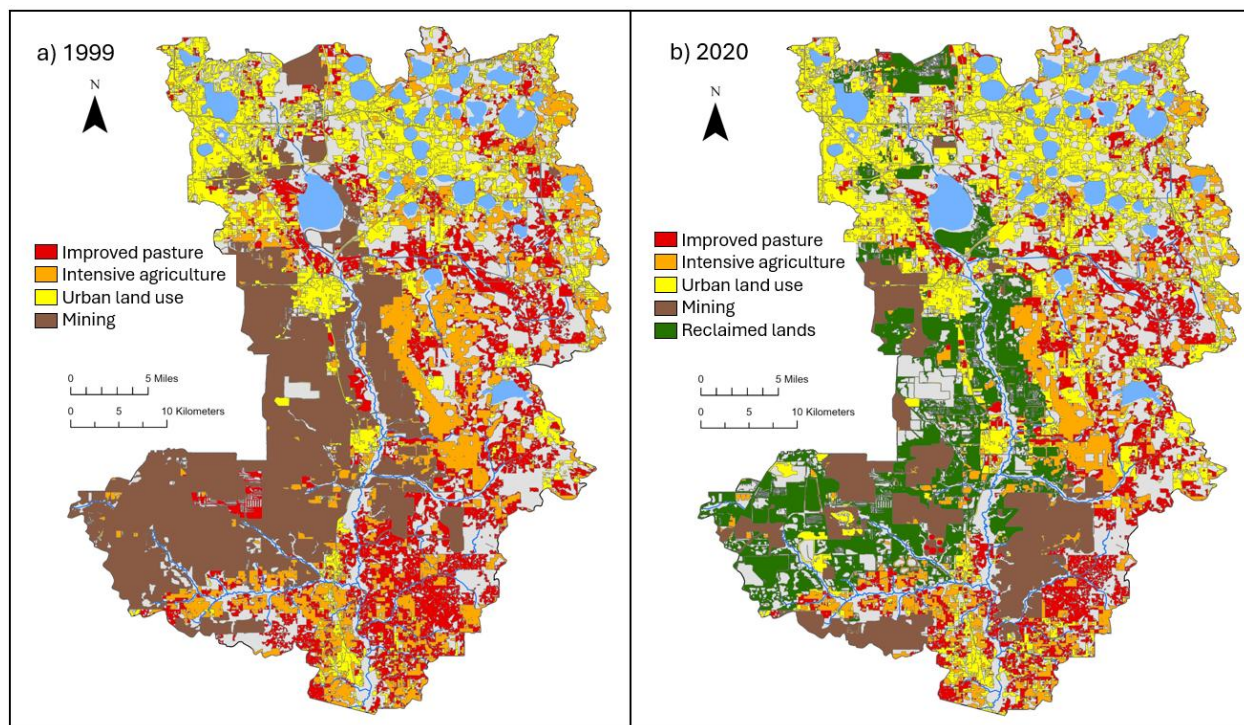 a) 1999
N
Improved pasture
Intensive agriculture
Urban land use
Mining
0 5 Miles
0 5 10 Kilometers
b) 2020
N
Improved pasture
Intensive agriculture
Urban land use
Mining
Reclaimed lands
0 5 Miles
0 5 10 Kilometers